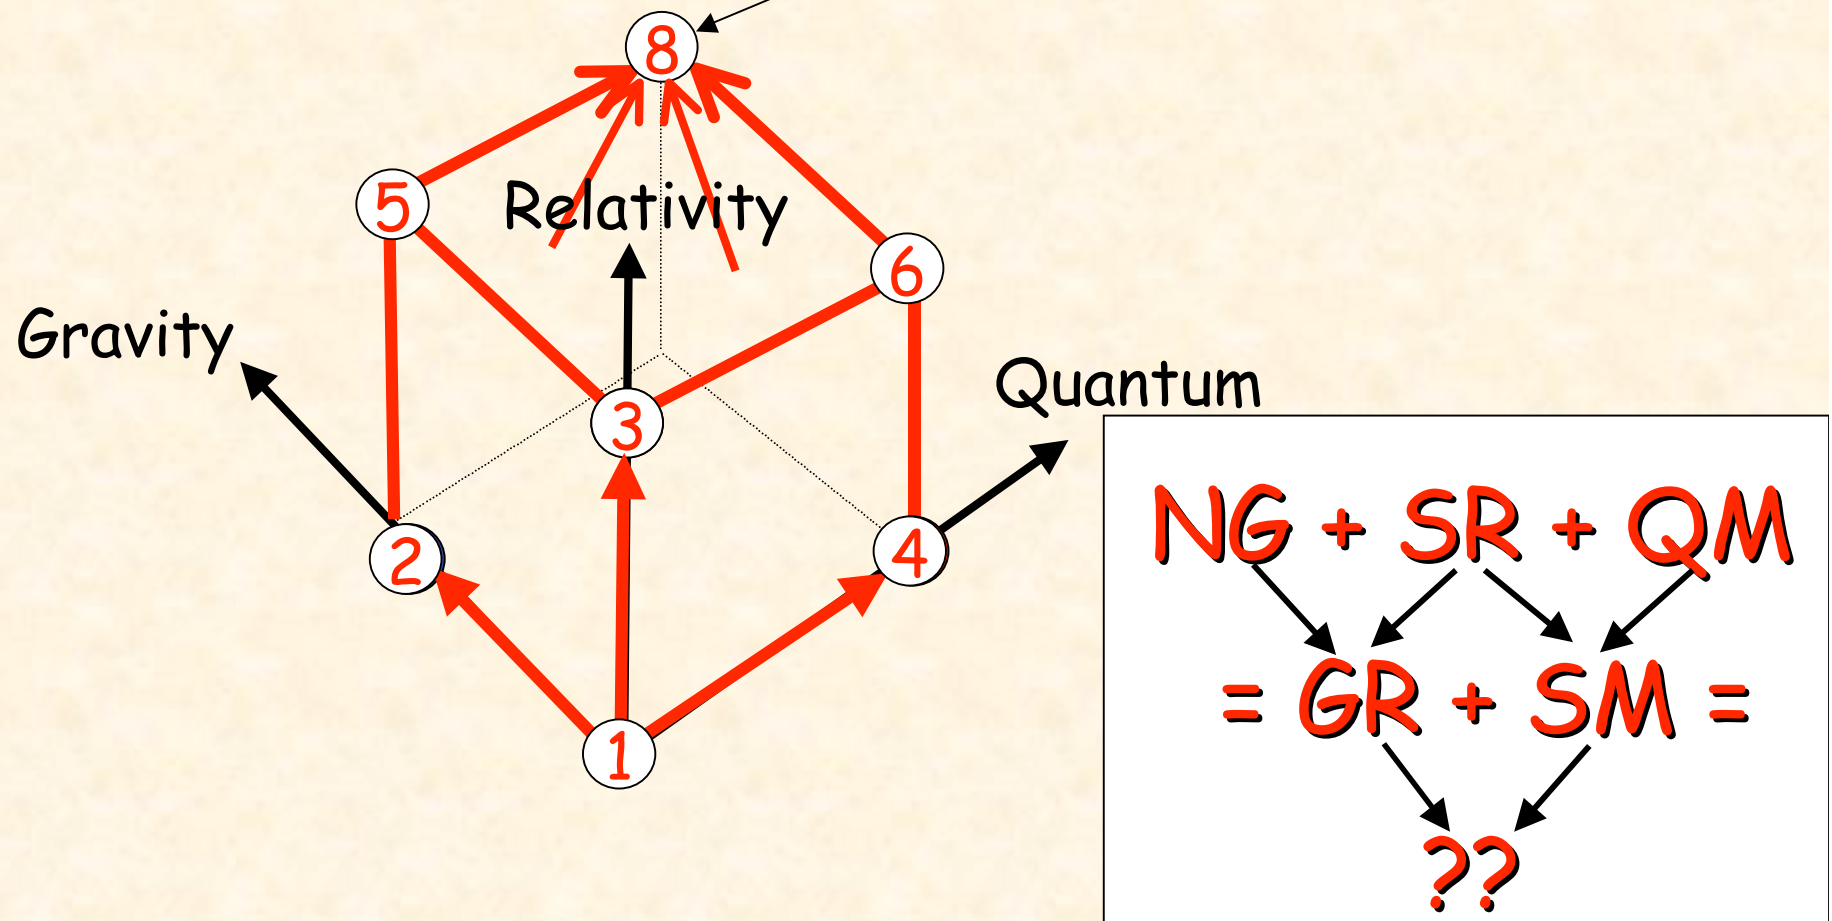 8
5
Relativity
6
Gravity
Quantum
3
2
4
1
NG + SR + QM
= GR + SM =
??